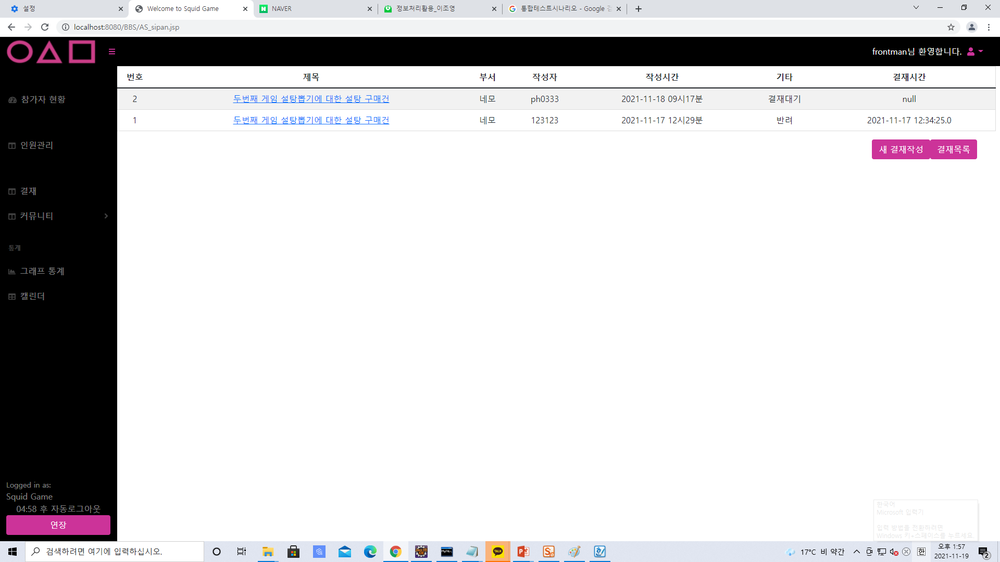 설정
Welcome to Squid Game
NAVER
정보처리활용_이조영
통합테스트시나리오 - Google 검
localhost:8080/BBS/AS_sipan.jsp
frontman님 환영합니다.
번호 제목 부서 작성자 작성시간 기타 결재시간
2 두번째 게임 설탕뽑기에 대한 설탕 구매건 네모 ph0333 2021-11-18 09시17분 결재대기 null
1 두번째 게임 설탕뽑기에 대한 설탕 구매건 네모 123123 2021-11-17 12시29분 반려 2021-11-17 12:34:25.0
새 결재작성 결재목록
참가자 현황
인원관리
결재
커뮤니티
통계
그래프 통계
캘린더
Logged in as:
Squid Game
04:58 후 자동로그아웃
연장
한국어
Microsoft 입력기
입력 방법을 전환하려면
Windows 키+스페이스를 누르세요.
검색하려면 여기에 입력하십시오.
TALK
17°C 비 약간
한
오후 1:57
2021-11-19
2